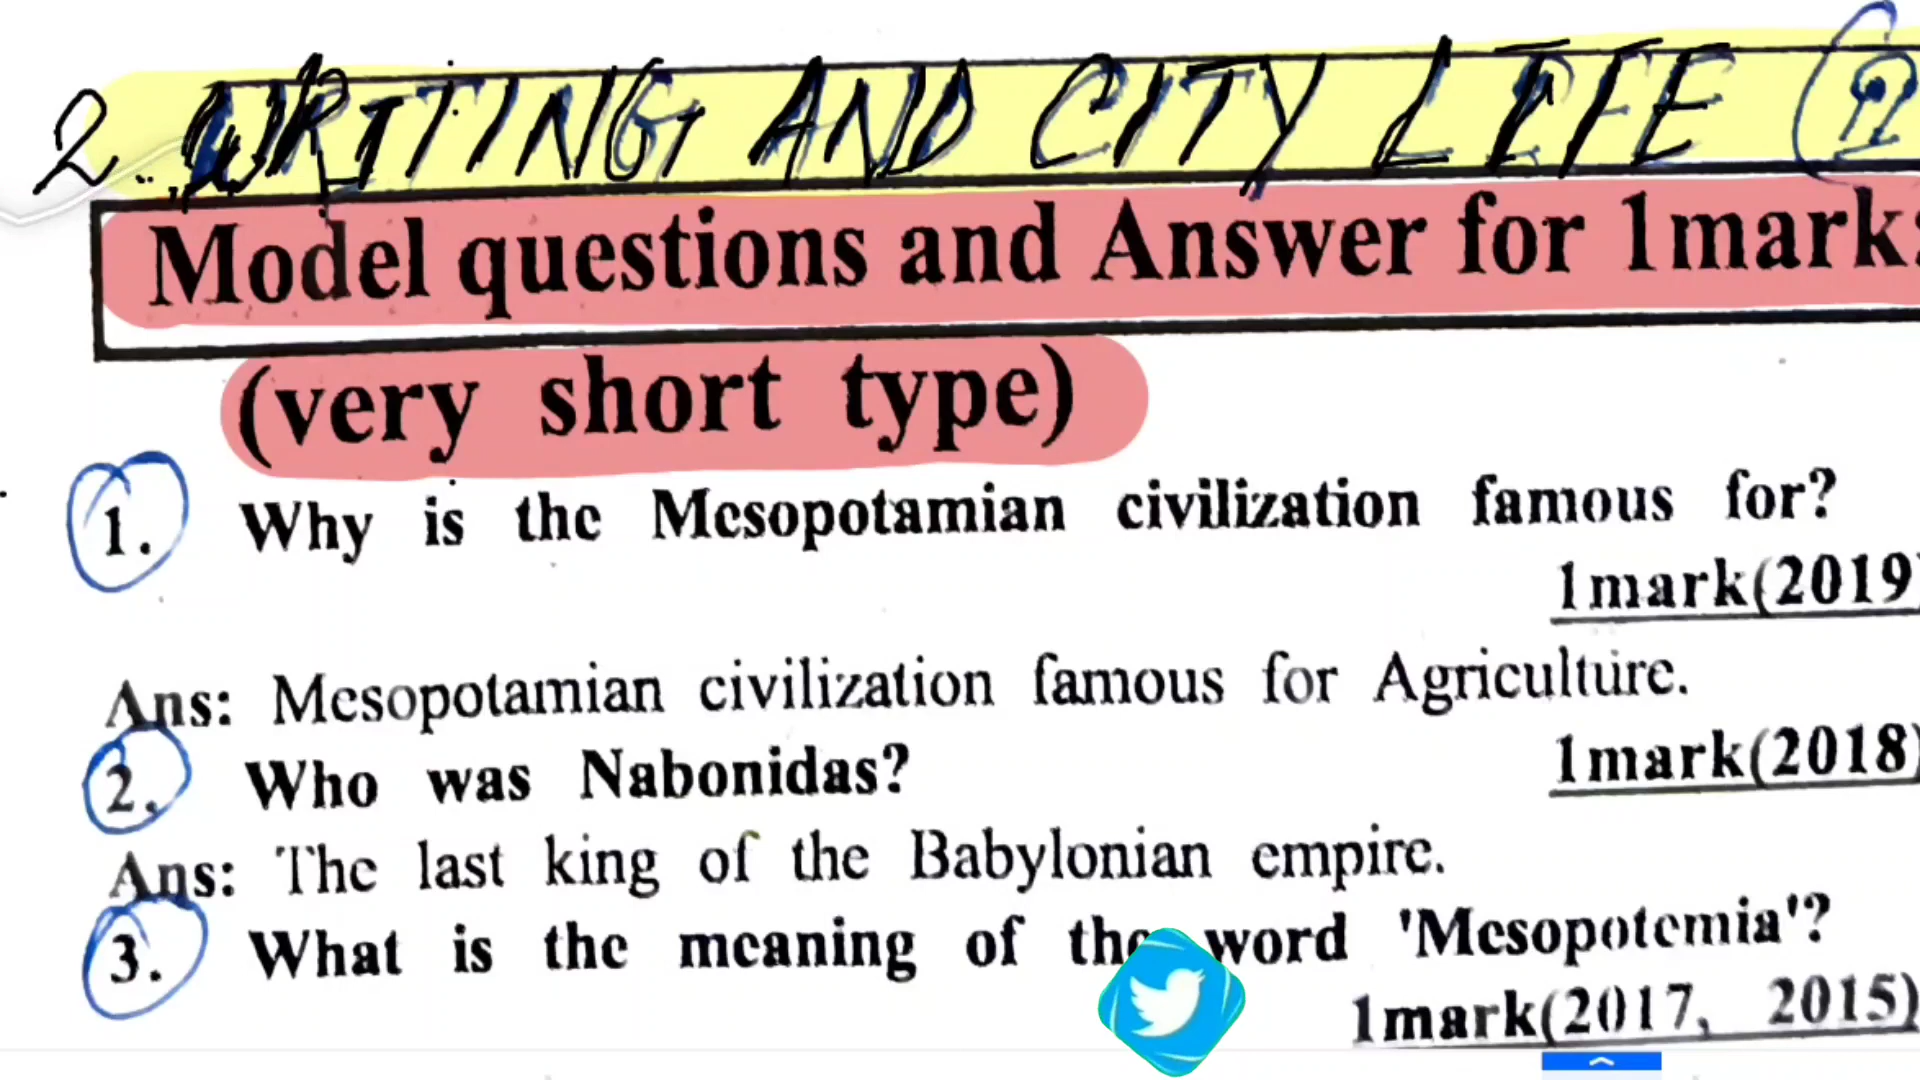 2. WRITING AND CITY LIFE
Model questions and Answer for 1mark
(very short type)
1. Why is the Mesopotamian civilization famous for?
1mark(2019)
Ans: Mesopotamian civilization famous for Agriculture.
2. Who was Nabonidas? 1mark(2018)
Ans: The last king of the Babylonian empire.
3. What is the meaning of the word 'Mesopotemia'?
1mark(2017, 2015)